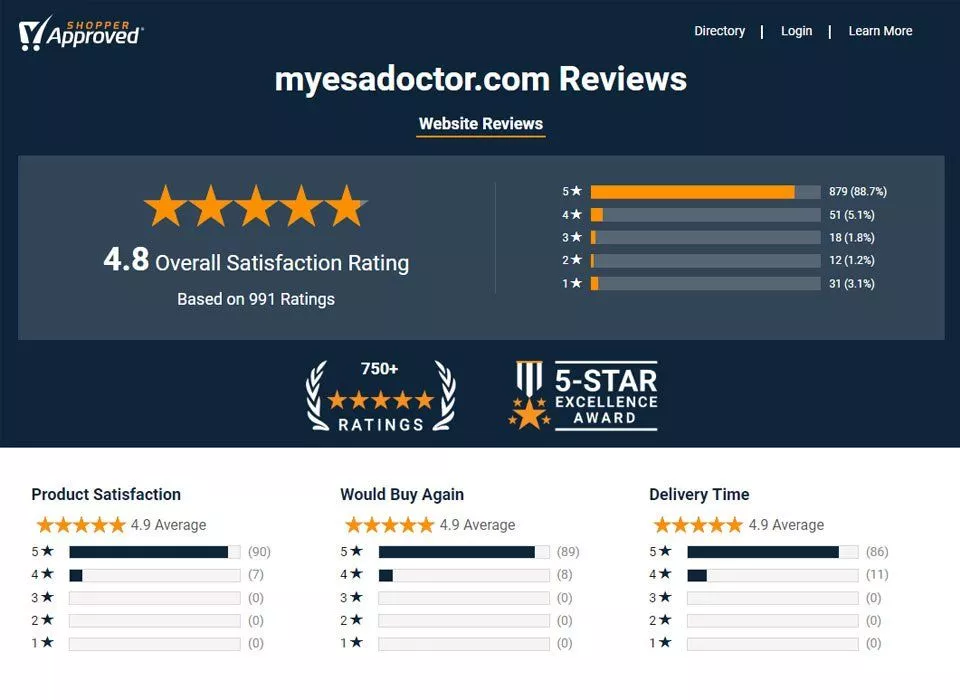 SHOPPER
Approved
Directory | Login | Learn More
myesadoctor.com Reviews
Website Reviews
4.8 Overall Satisfaction Rating
Based on 991 Ratings
5★ 879 (88.7%)
4★ 51 (5.1%)
3★ 18 (1.8%)
2★ 12 (1.2%)
1★ 31 (3.1%)
750+
RATINGS
5-STAR
EXCELLENCE
AWARD
Product Satisfaction
4.9 Average
5★ (90)
4★ (7)
3★ (0)
2★ (0)
1★ (0)
Would Buy Again
4.9 Average
5★ (89)
4★ (8)
3★ (0)
2★ (0)
1★ (0)
Delivery Time
4.9 Average
5★ (86)
4★ (11)
3★ (0)
2★ (0)
1★ (0)